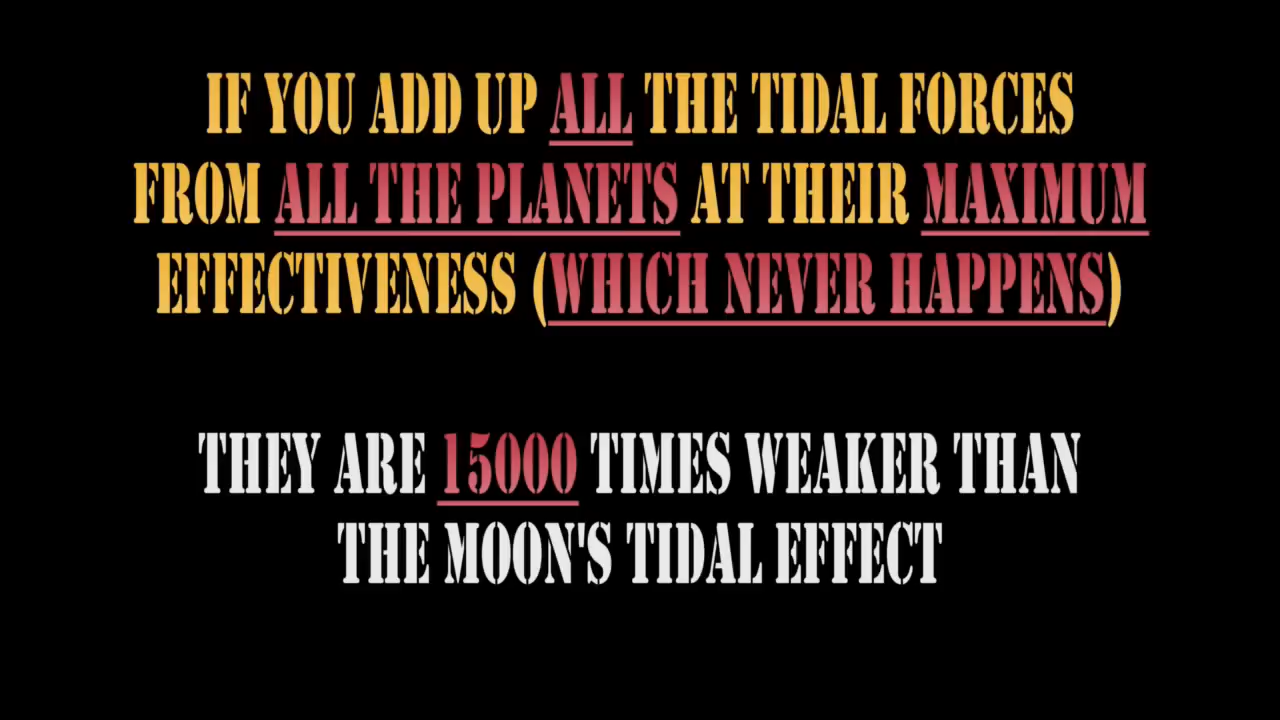 IF YOU ADD UP ALL THE TIDAL FORCES
FROM ALL THE PLANETS AT THEIR MAXIMUM
EFFECTIVENESS (WHICH NEVER HAPPENS)
THEY ARE 15000 TIMES WEAKER THAN
THE MOON'S TIDAL EFFECT